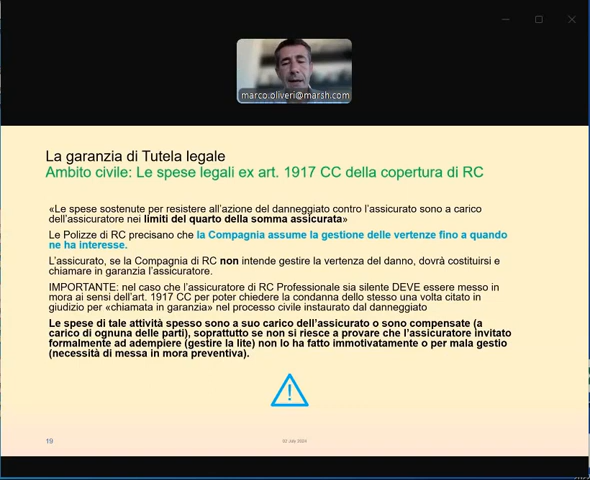 marco.oliveri@marsh.com
La garanzia di Tutela legale
Ambito civile: Le spese legali ex art. 1917 CC della copertura di RC
«Le spese sostenute per resistere all'azione del danneggiato contro l'assicurato sono a carico
dell'assicuratore nei limiti del quarto della somma assicurata»
Le Polizze di RC precisano che la Compagnia assume la gestione delle vertenze fino a quando
ne ha interesse.
L'assicurato, se la Compagnia di RC non intende gestire la vertenza del danno, dovrà costituirsi e
chiamare in garanzia l'assicuratore.
IMPORTANTE: nel caso che l'assicuratore di RC Professionale sia silente DEVE essere messo in
mora ai sensi dell'art. 1917 CC per poter chiedere la condanna dello stesso una volta citato in
giudizio per «chiamata in garanzia» nel processo civile instaurato dal danneggiato
Le spese di tale attività spesso sono a suo carico dell'assicurato o sono compensate (a
carico di ognuna delle parti), soprattutto se non si riesce a provare che l'assicuratore invitato
formalmente ad adempiere (gestire la lite) non lo ha fatto immotivatamente o per mala gestio
(necessità di messa in mora preventiva).
19
02 July 2024